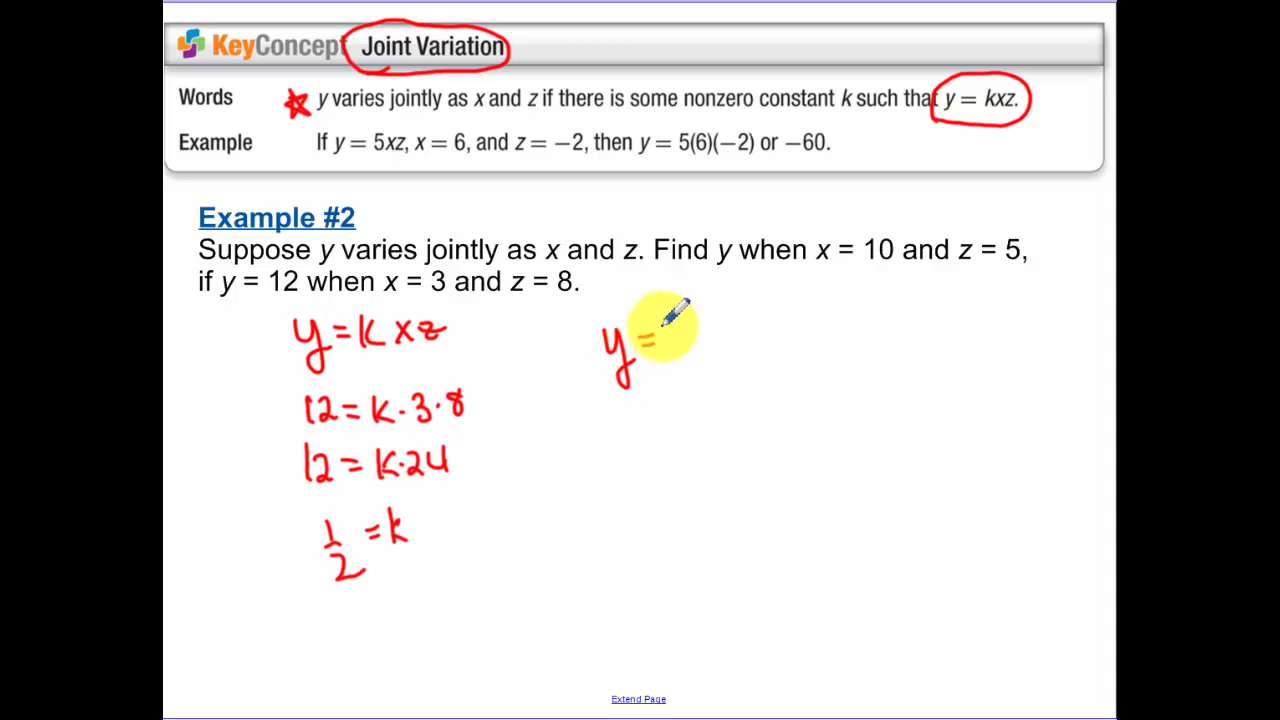 KeyConcept Joint Variation
Words y varies jointly as x and z if there is some nonzero constant k such that y = kxz.
Example If y = 5xz, x = 6, and z = −2, then y = 5(6)(−2) or −60.
Example #2
Suppose y varies jointly as x and z. Find y when x = 10 and z = 5,
if y = 12 when x = 3 and z = 8.
y = k x z
12 = k · 3 · 8
12 = k · 24
1/2 = k
y =
Extend Page